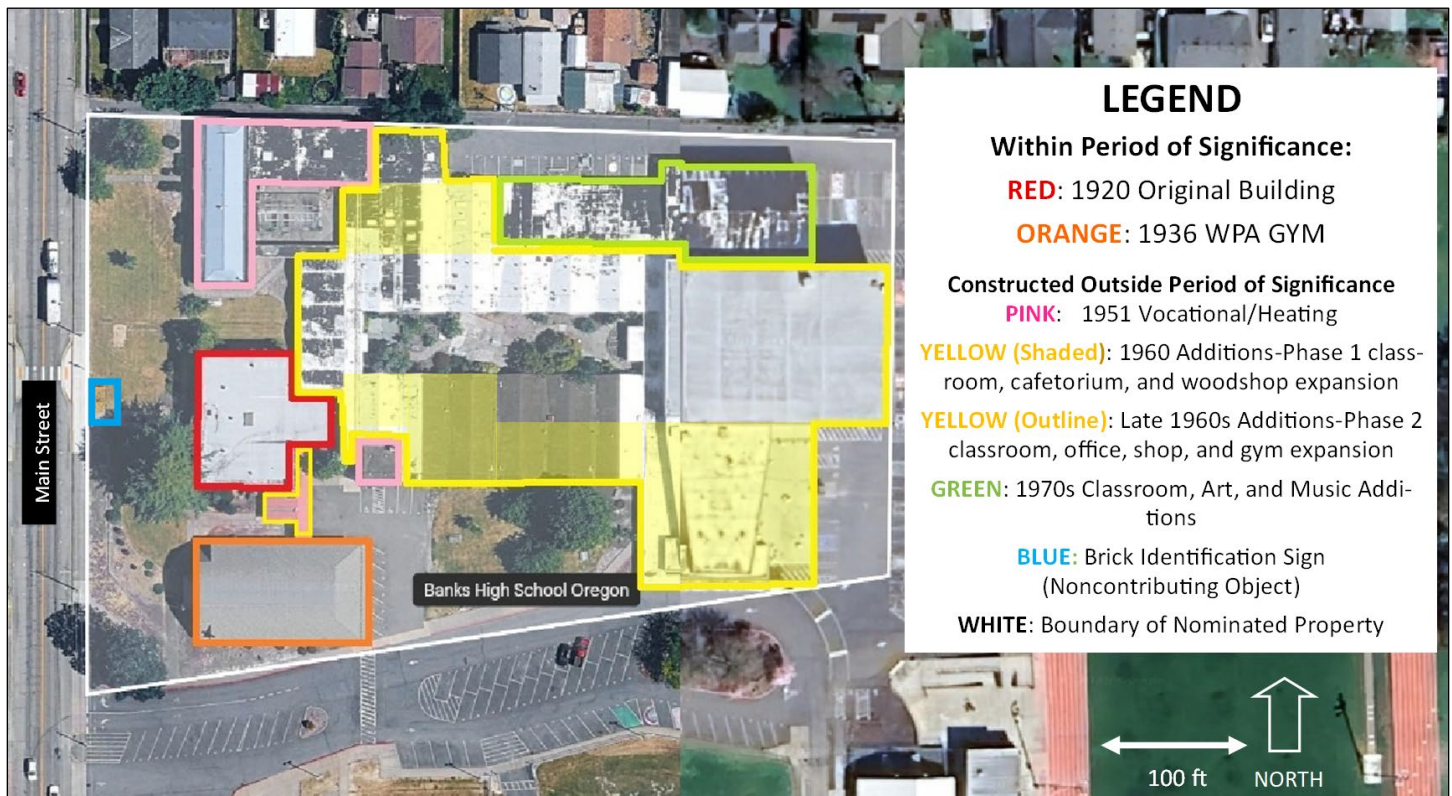 LEGEND
Within Period of Significance:
RED: 1920 Original Building
ORANGE: 1936 WPA GYM
Constructed Outside Period of Significance
PINK: 1951 Vocational/Heating
YELLOW (Shaded): 1960 Additions-Phase 1 class-
room, cafetorium, and woodshop expansion
YELLOW (Outline): Late 1960s Additions-Phase 2
classroom, office, shop, and gym expansion
GREEN: 1970s Classroom, Art, and Music Addi-
tions
BLUE: Brick Identification Sign
(Noncontributing Object)
WHITE: Boundary of Nominated Property
Main Street
Banks High School Oregon
100 ft
NORTH